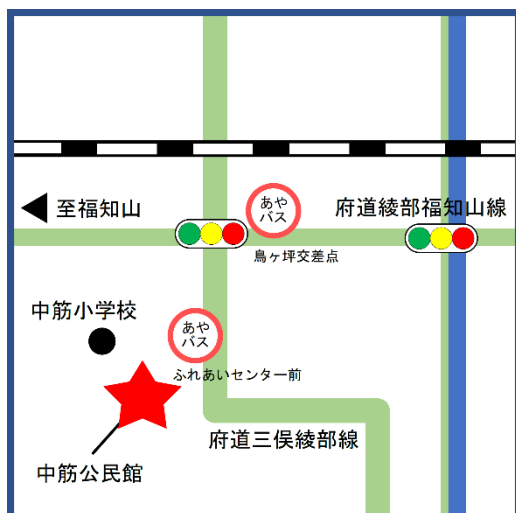 あや
バス
至福知山
府道綾部福知山線
鳥ヶ坪交差点
中筋小学校
あや
バス
ふれあいセンター前
府道三俣綾部線
中筋公民館